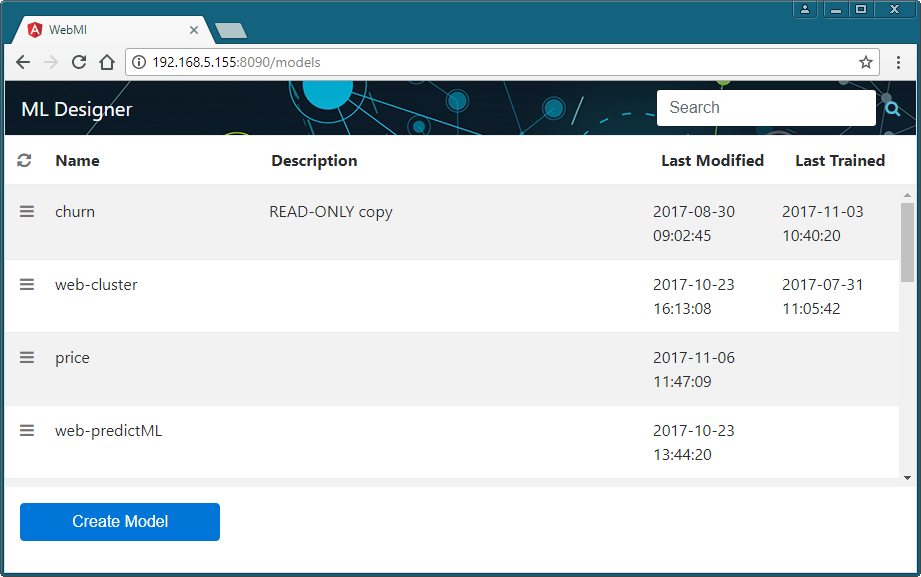 WebMl
192.168.5.155:8090/models
ML Designer
Search
Name Description Last Modified Last Trained
churn READ-ONLY copy 2017-08-30 2017-11-03
09:02:45 10:40:20
web-cluster 2017-10-23 2017-07-31
16:13:08 11:05:42
price 2017-11-06
11:47:09
web-predictML 2017-10-23
13:44:20
Create Model